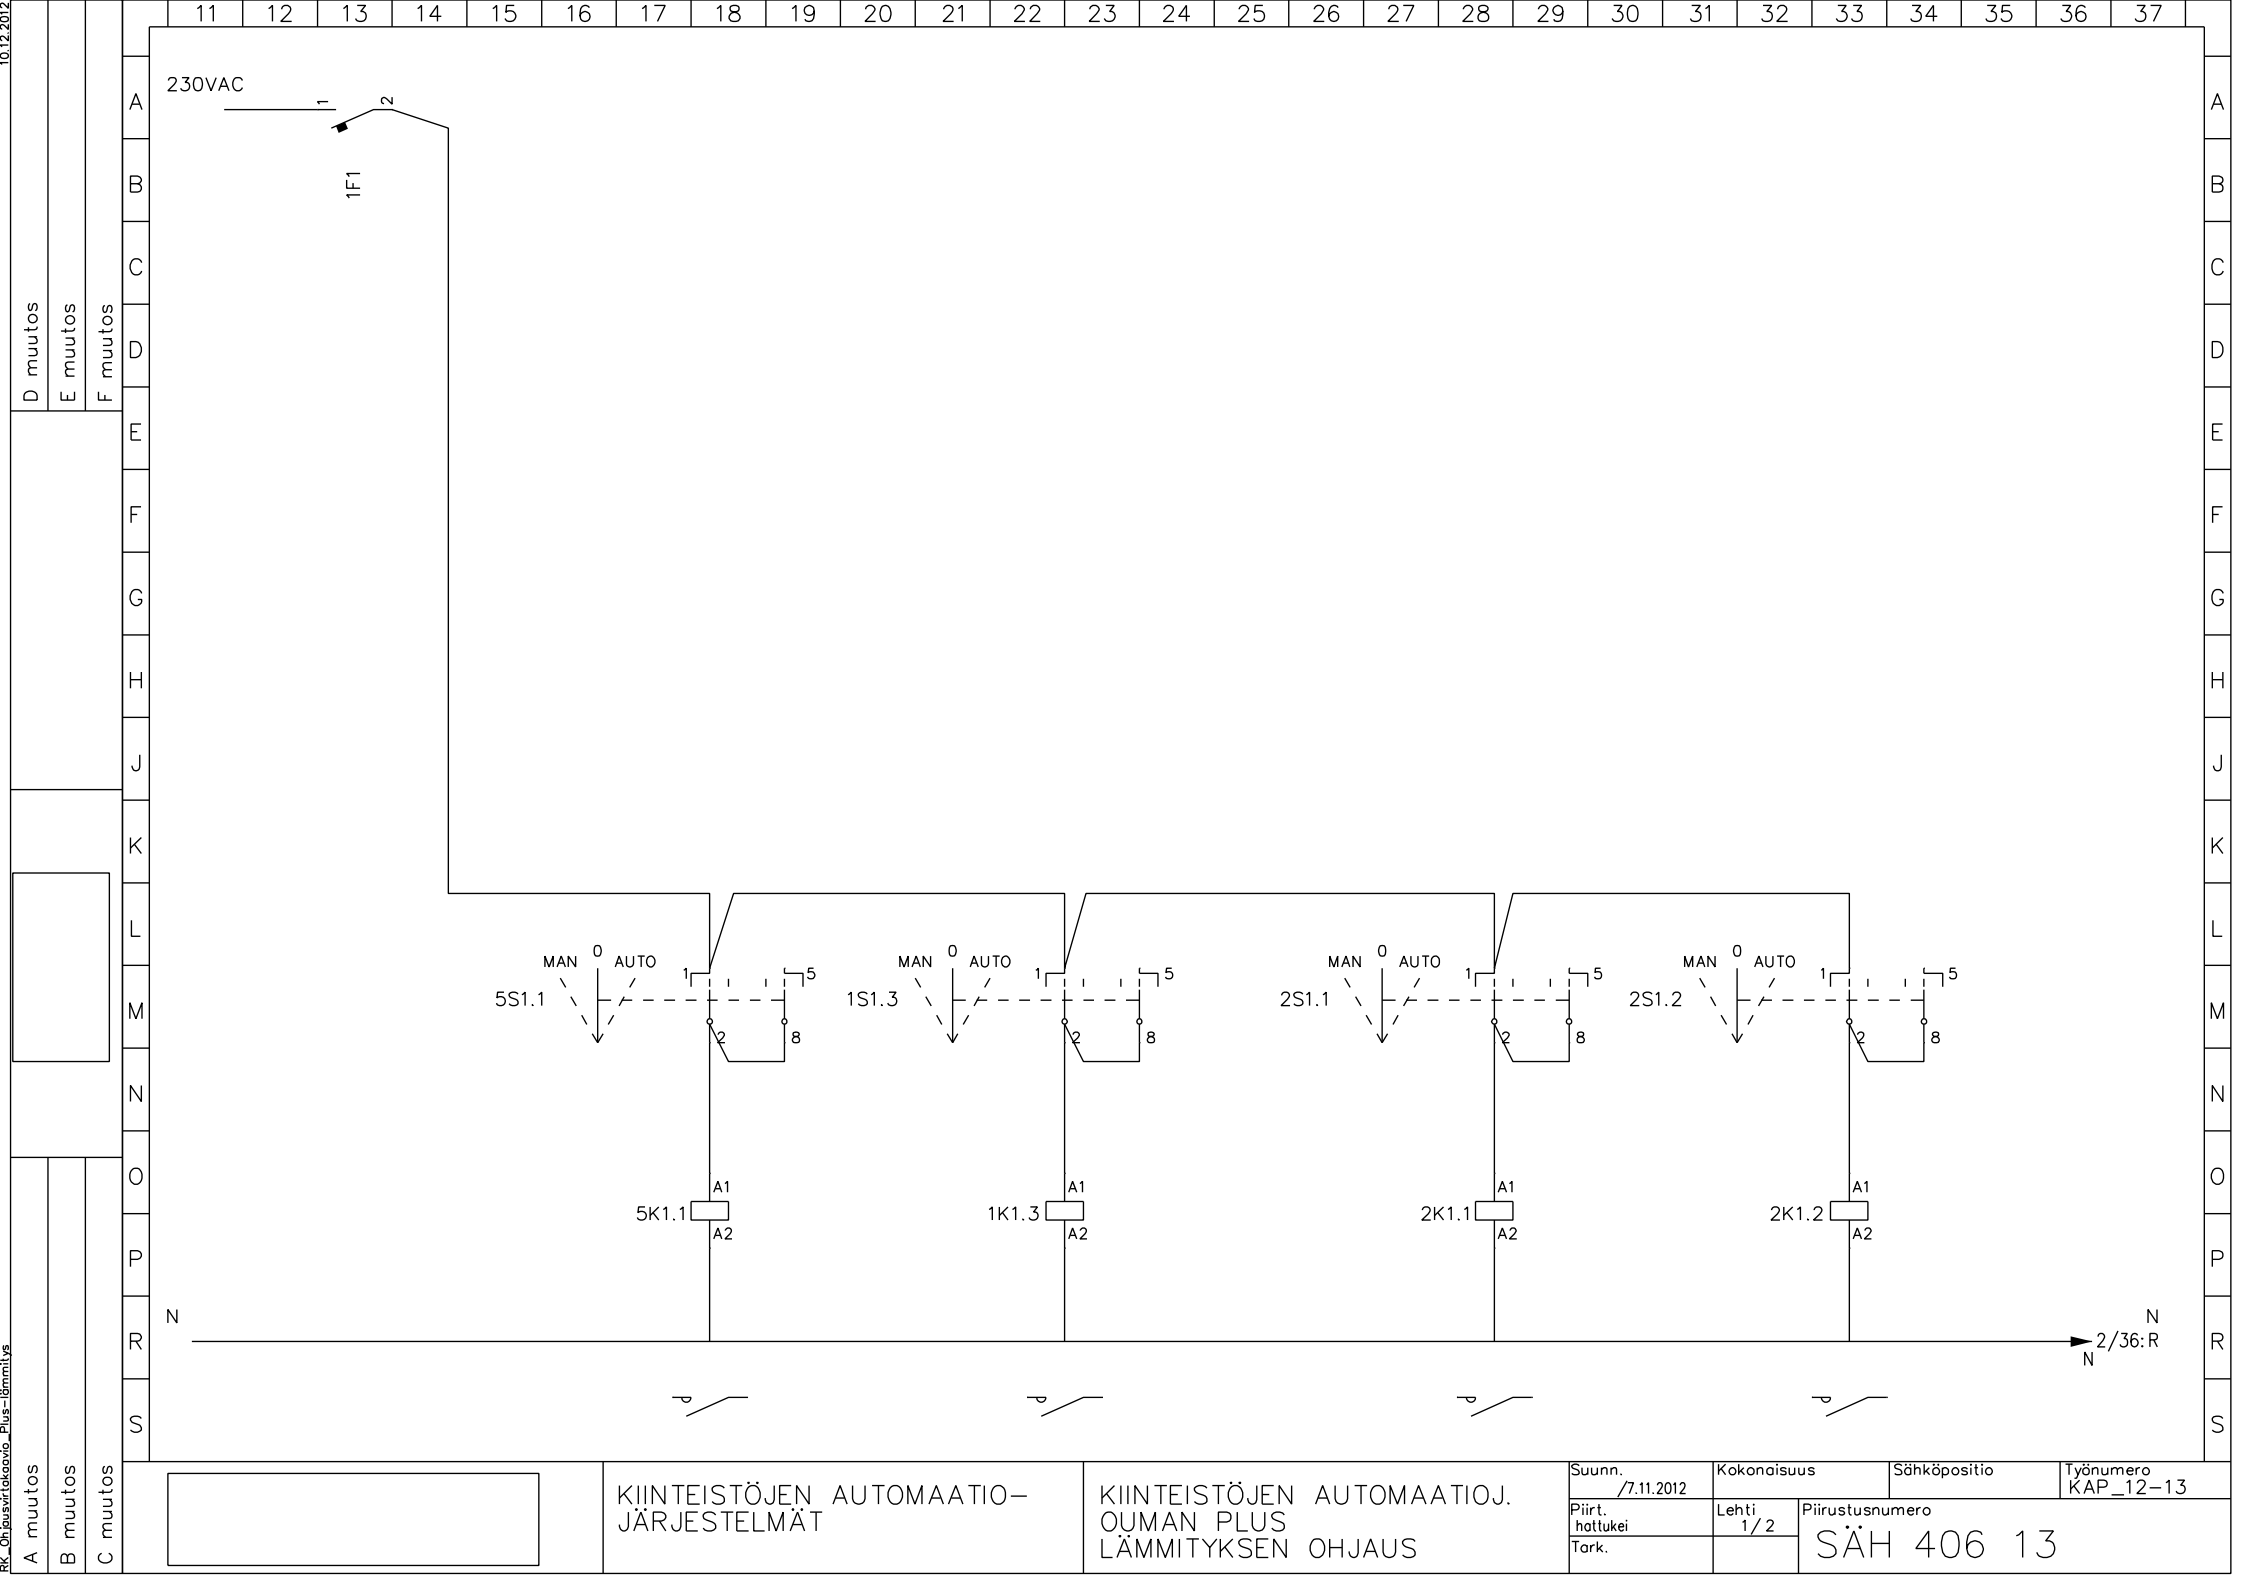 10.12.2012
11 12 13 14 15 16 17 18 19 20 21 22 23 24 25 26 27 28 29 30 31 32 33 34 35 36 37
230VAC
1 2
1F1
A A
B B
C C
D D
E E
F F
G G
H H
J J
K K
L L
M M
N N
O O
P P
R R
S S
D muutos
E muutos
F muutos
MAN 0 AUTO 1 5
5S1.1
2 8
MAN 0 AUTO 1 5
1S1.3
2 8
MAN 0 AUTO 1 5
2S1.1
2 8
MAN 0 AUTO 1 5
2S1.2
2 8
A1
5K1.1
A2
A1
1K1.3
A2
A1
2K1.1
A2
A1
2K1.2
A2
N N
2/36:R
N
RK_Ohjausvirtakaavio_Plus-lämmitys
A muutos
B muutos
C muutos
KIINTEISTÖJEN AUTOMAATIO-
JÄRJESTELMÄT
KIINTEISTÖJEN AUTOMAATIOJ.
OUMAN PLUS
LÄMMITYKSEN OHJAUS
Suunn.
/7.11.2012
Kokonaisuus
Sähköpositio
Työnumero
KAP_12-13
Piirt.
hattukei
Lehti
1/2
Piirustusnumero
SÄH 406 13
Tark.